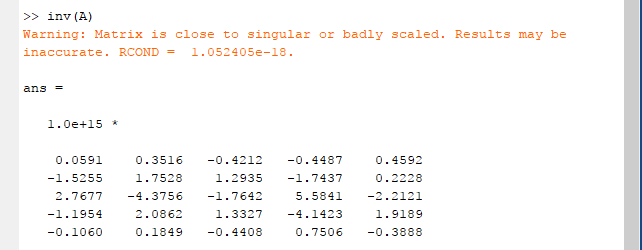 >> inv(A)
Warning: Matrix is close to singular or badly scaled. Results may be
inaccurate. RCOND = 1.052405e-18.
ans =
1.0e+15 *
0.0591 0.3516 -0.4212 -0.4487 0.4592
-1.5255 1.7528 1.2935 -1.7437 0.2228
2.7677 -4.3756 -1.7642 5.5841 -2.2121
-1.1954 2.0862 1.3327 -4.1423 1.9189
-0.1060 0.1849 -0.4408 0.7506 -0.3888